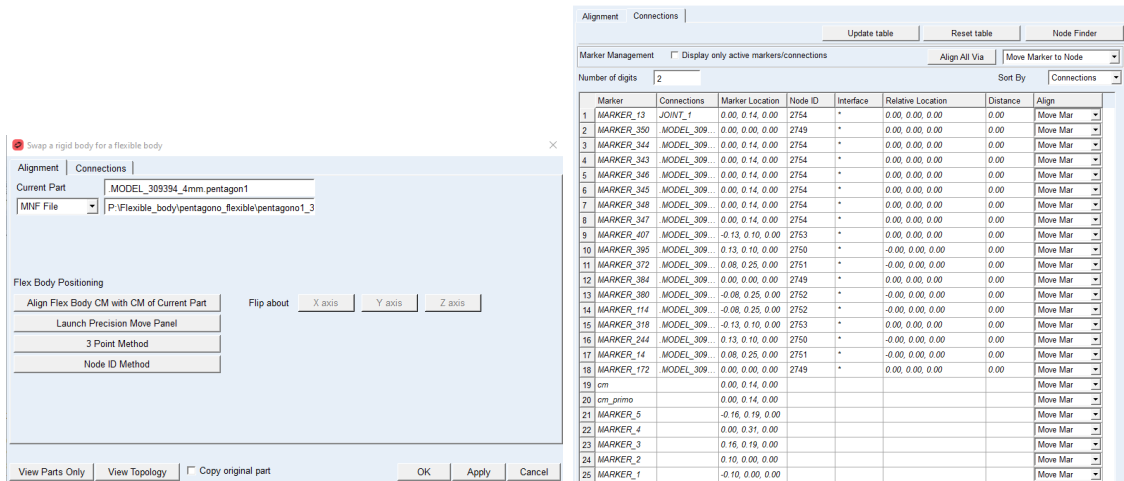 Swap a rigid body for a flexible body
Alignment Connections
Current Part .MODEL_309394_4mm.pentagon1
MNF File P:\Flexible_body\pentagono_flexible\pentagono1_3
Flex Body Positioning
Align Flex Body CM with CM of Current Part Flip about X axis Y axis Z axis
Launch Precision Move Panel
3 Point Method
Node ID Method
View Parts Only View Topology Copy original part OK Apply Cancel
Alignment Connections
Update table Reset table Node Finder
Marker Management Display only active markers/connections Align All Via Move Marker to Node
Number of digits 2 Sort By Connections
Marker Connections Marker Location Node ID Interface Relative Location Distance Align
1 MARKER_13 JOINT_1 0.00, 0.14, 0.00 2754 * 0.00, 0.00, 0.00 0.00 Move Mar
2 MARKER_350 .MODEL_309... 0.00, 0.00, 0.00 2749 * 0.00, 0.00, 0.00 0.00 Move Mar
3 MARKER_344 .MODEL_309... 0.00, 0.14, 0.00 2754 * 0.00, 0.00, 0.00 0.00 Move Mar
4 MARKER_343 .MODEL_309... 0.00, 0.14, 0.00 2754 * 0.00, 0.00, 0.00 0.00 Move Mar
5 MARKER_346 .MODEL_309... 0.00, 0.14, 0.00 2754 * 0.00, 0.00, 0.00 0.00 Move Mar
6 MARKER_345 .MODEL_309... 0.00, 0.14, 0.00 2754 * 0.00, 0.00, 0.00 0.00 Move Mar
7 MARKER_348 .MODEL_309... 0.00, 0.14, 0.00 2754 * 0.00, 0.00, 0.00 0.00 Move Mar
8 MARKER_347 .MODEL_309... 0.00, 0.14, 0.00 2754 * 0.00, 0.00, 0.00 0.00 Move Mar
9 MARKER_407 .MODEL_309... -0.13, 0.10, 0.00 2753 * 0.00, 0.00, 0.00 0.00 Move Mar
10 MARKER_395 .MODEL_309... 0.13, 0.10, 0.00 2750 * -0.00, 0.00, 0.00 0.00 Move Mar
11 MARKER_372 .MODEL_309... 0.08, 0.25, 0.00 2751 * -0.00, 0.00, 0.00 0.00 Move Mar
12 MARKER_384 .MODEL_309... 0.00, 0.00, 0.00 2749 * 0.00, 0.00, 0.00 0.00 Move Mar
13 MARKER_380 .MODEL_309... -0.08, 0.25, 0.00 2752 * -0.00, 0.00, 0.00 0.00 Move Mar
14 MARKER_114 .MODEL_309... -0.08, 0.25, 0.00 2752 * -0.00, 0.00, 0.00 0.00 Move Mar
15 MARKER_318 .MODEL_309... -0.13, 0.10, 0.00 2753 * 0.00, 0.00, 0.00 0.00 Move Mar
16 MARKER_244 .MODEL_309... 0.13, 0.10, 0.00 2750 * -0.00, 0.00, 0.00 0.00 Move Mar
17 MARKER_14 .MODEL_309... 0.08, 0.25, 0.00 2751 * -0.00, 0.00, 0.00 0.00 Move Mar
18 MARKER_172 .MODEL_309... 0.00, 0.00, 0.00 2749 * 0.00, 0.00, 0.00 0.00 Move Mar
19 cm 0.00, 0.14, 0.00 Move Mar
20 cm_primo 0.00, 0.14, 0.00 Move Mar
21 MARKER_5 -0.16, 0.19, 0.00 Move Mar
22 MARKER_4 0.00, 0.31, 0.00 Move Mar
23 MARKER_3 0.16, 0.19, 0.00 Move Mar
24 MARKER_2 0.10, 0.00, 0.00 Move Mar
25 MARKER_1 -0.10, 0.00, 0.00 Move Mar